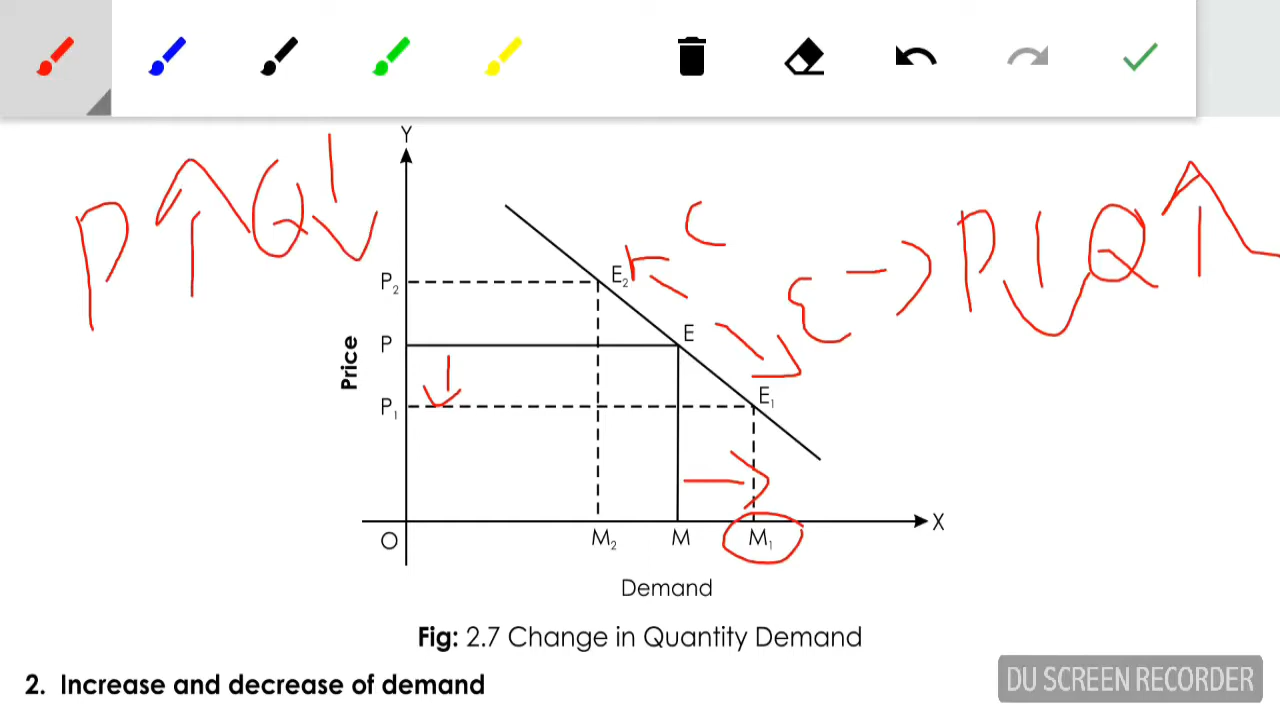 Y
P↑ Q↓
C
E → P↓ Q↑
P₂ E₂
P E
Price
P₁ E₁
O M₂ M M₁ X
Demand
Fig: 2.7 Change in Quantity Demand
2. Increase and decrease of demand
DU SCREEN RECORDER